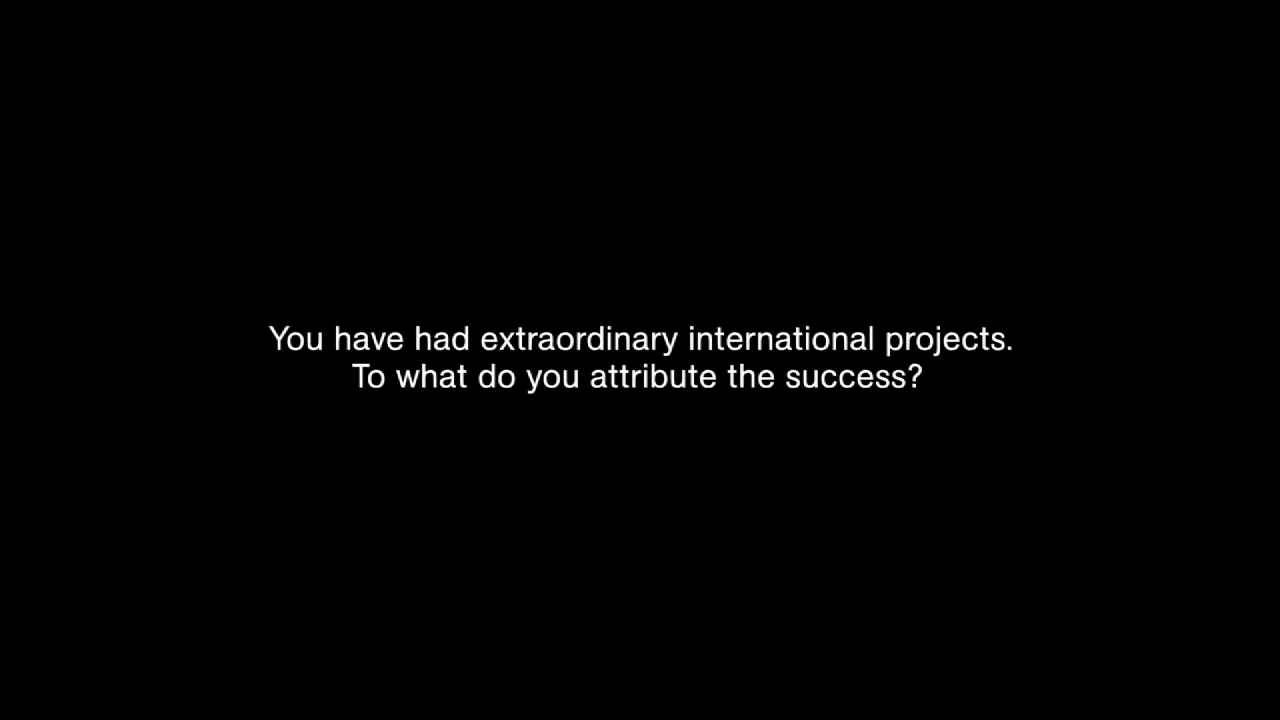 You have had extraordinary international projects.
To what do you attribute the success?